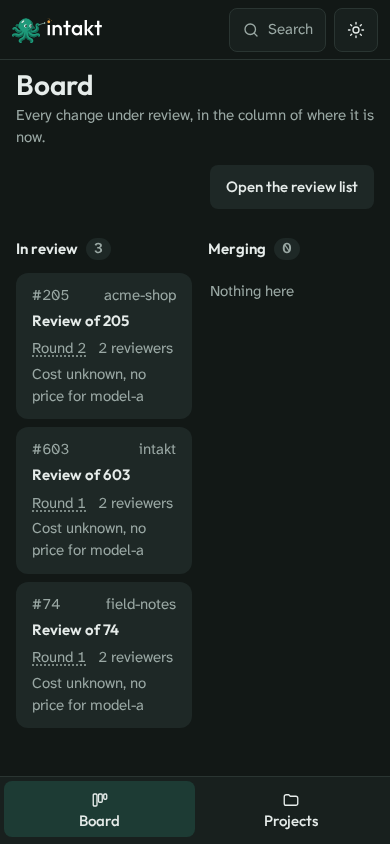 intakt
Search
Board
Every change under review, in the column of where it is
now.
Open the review list
In review 3
Merging 0
Nothing here
#205 acme-shop
Review of 205
Round 2 2 reviewers
Cost unknown, no
price for model-a
#603 intakt
Review of 603
Round 1 2 reviewers
Cost unknown, no
price for model-a
#74 field-notes
Review of 74
Round 1 2 reviewers
Cost unknown, no
price for model-a
Board
Projects